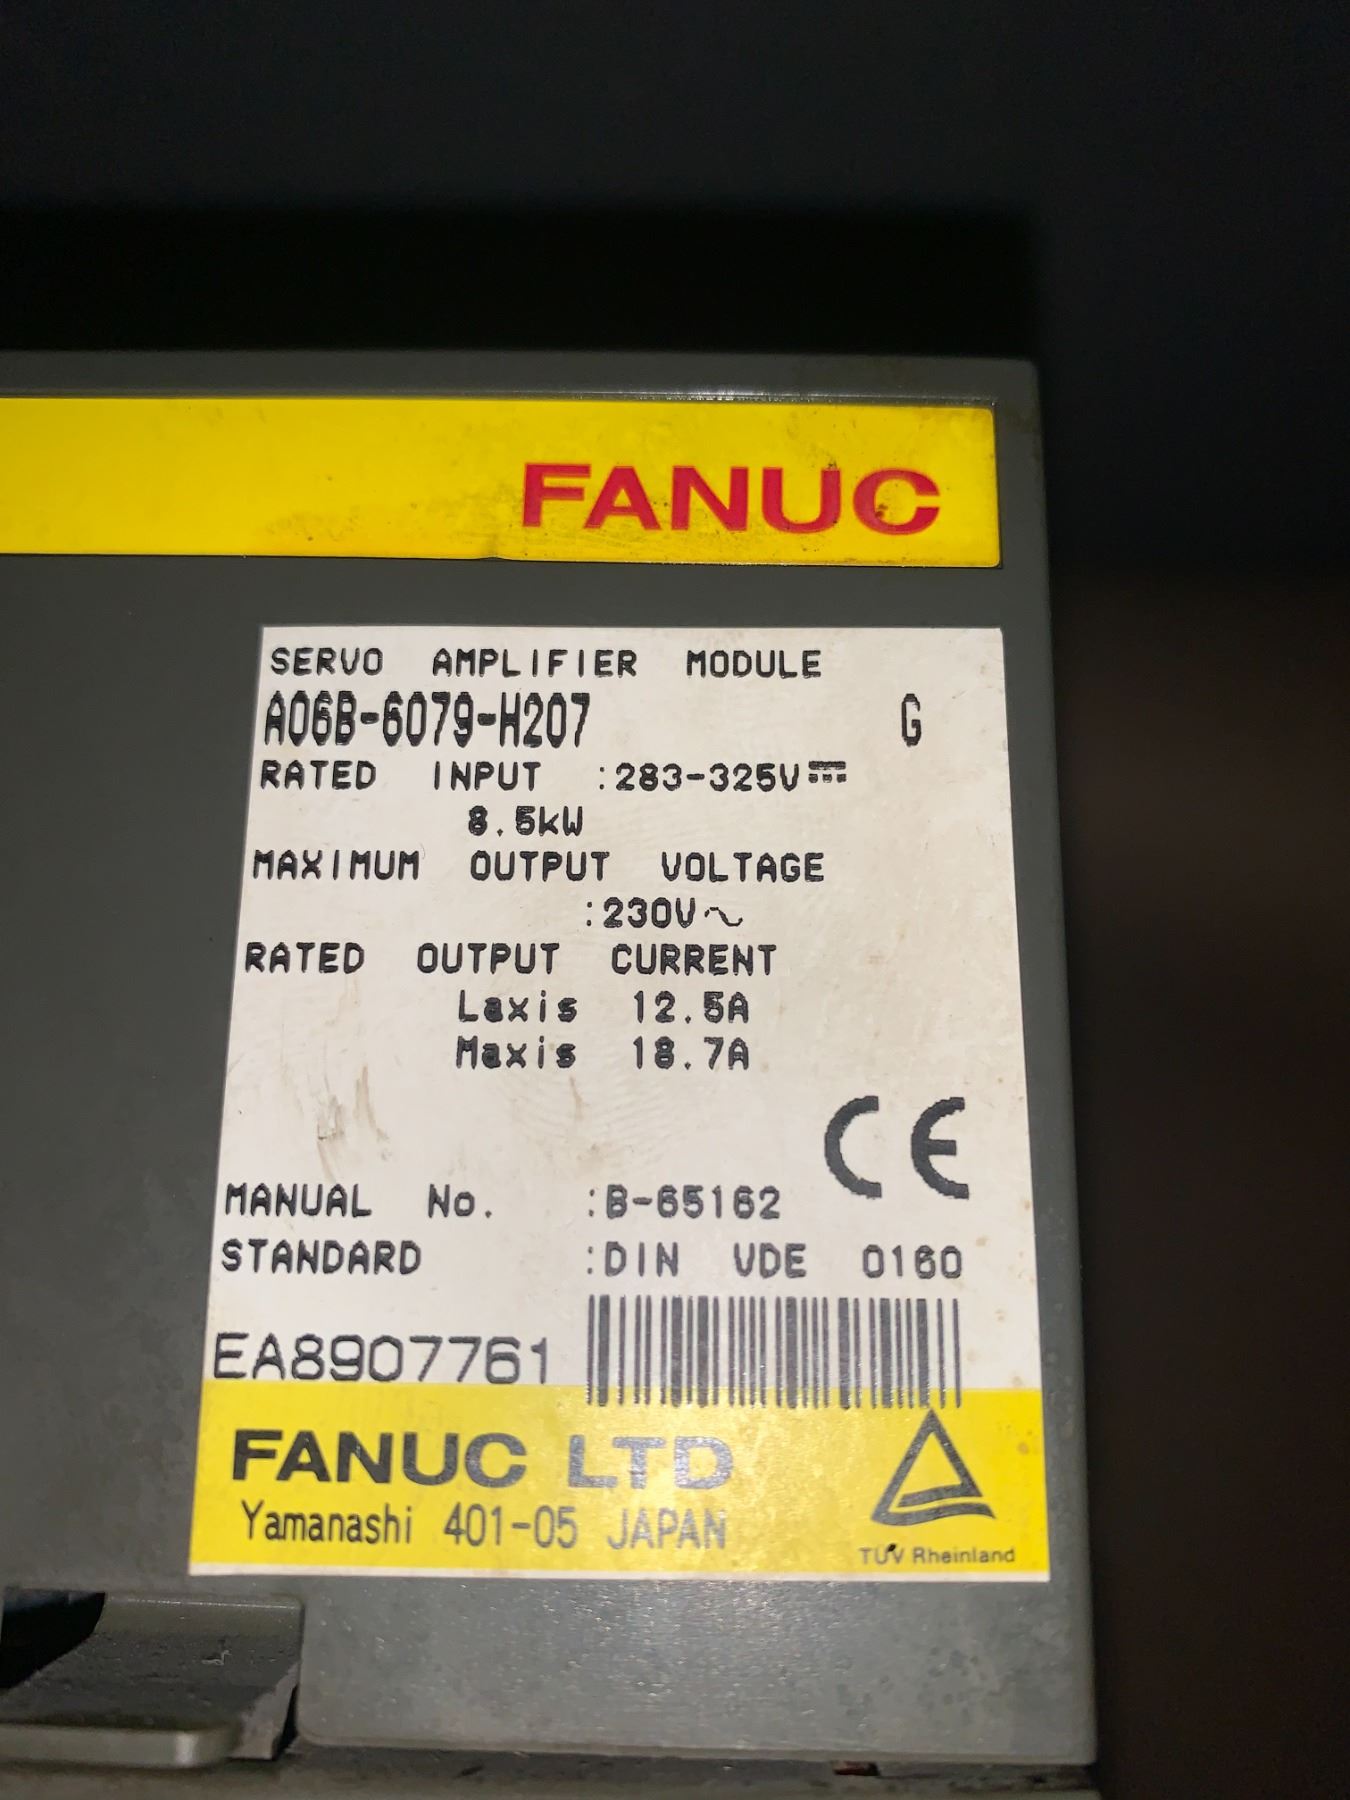 FANUC
SERVO AMPLIFIER MODULE
A06B-6079-H207 G
RATED INPUT :283-325V⎓
8.5kW
MAXIMUM OUTPUT VOLTAGE
:230V~
RATED OUTPUT CURRENT
Laxis 12.5A
Maxis 18.7A
CE
MANUAL No. :B-65162
STANDARD :DIN VDE 0160
EA8907761
FANUC LTD
Yamanashi 401-05 JAPAN
TÜV Rheinland